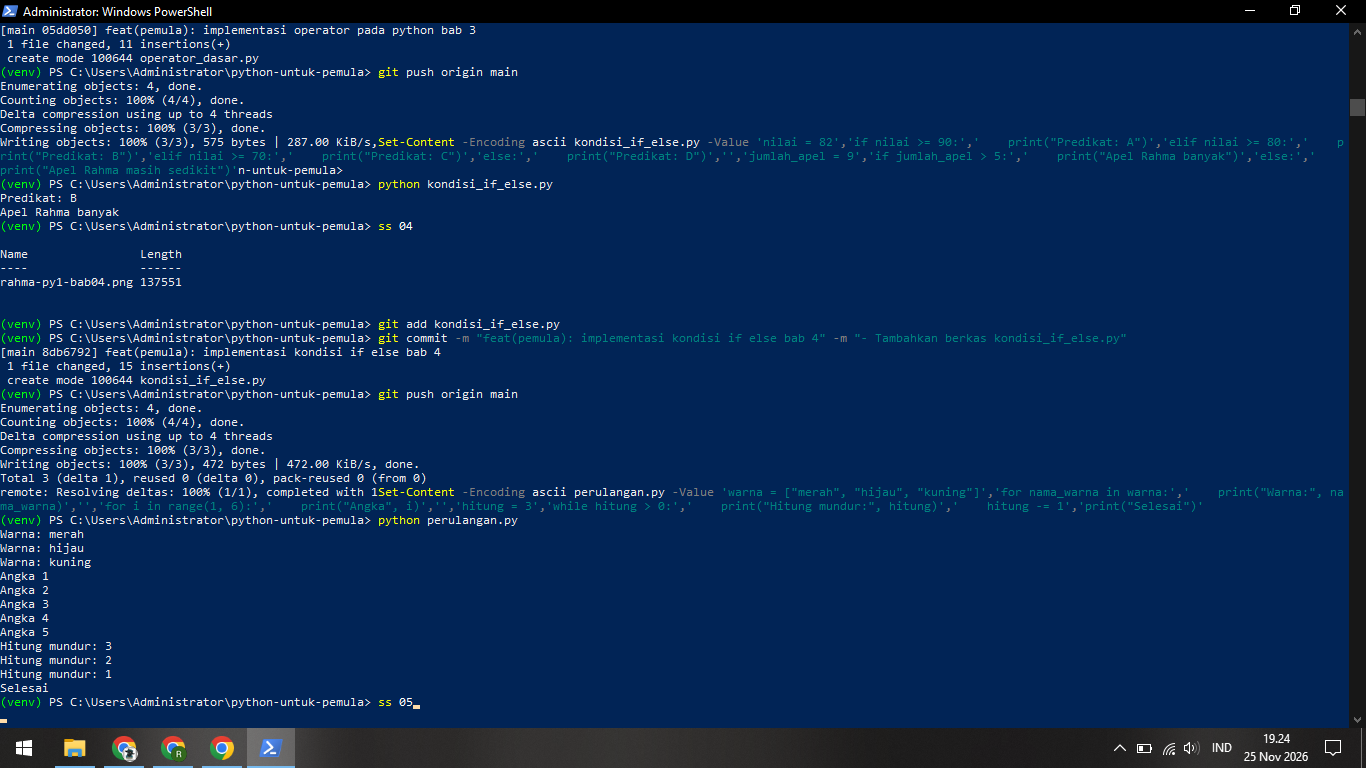 Administrator: Windows PowerShell
[main 05dd050] feat(pemula): implementasi operator pada python bab 3
 1 file changed, 11 insertions(+)
 create mode 100644 operator_dasar.py
(venv) PS C:\Users\Administrator\python-untuk-pemula> git push origin main
Enumerating objects: 4, done.
Counting objects: 100% (4/4), done.
Delta compression using up to 4 threads
Compressing objects: 100% (3/3), done.
Writing objects: 100% (3/3), 575 bytes | 287.00 KiB/s,Set-Content -Encoding ascii kondisi_if_else.py -Value 'nilai = 82','if nilai >= 90:','    print("Predikat: A")','elif nilai >= 80:','    p
rint("Predikat: B")','elif nilai >= 70:','    print("Predikat: C")','else:','    print("Predikat: D")','','jumlah_apel = 9','if jumlah_apel > 5:','    print("Apel Rahma banyak")','else:','
print("Apel Rahma masih sedikit")'n-untuk-pemula>
(venv) PS C:\Users\Administrator\python-untuk-pemula> python kondisi_if_else.py
Predikat: B
Apel Rahma banyak
(venv) PS C:\Users\Administrator\python-untuk-pemula> ss 04
Name                Length
----                ------
rahma-py1-bab04.png 137551
(venv) PS C:\Users\Administrator\python-untuk-pemula> git add kondisi_if_else.py
(venv) PS C:\Users\Administrator\python-untuk-pemula> git commit -m "feat(pemula): implementasi kondisi if else bab 4" -m "- Tambahkan berkas kondisi_if_else.py"
[main 8db6792] feat(pemula): implementasi kondisi if else bab 4
 1 file changed, 15 insertions(+)
 create mode 100644 kondisi_if_else.py
(venv) PS C:\Users\Administrator\python-untuk-pemula> git push origin main
Enumerating objects: 4, done.
Counting objects: 100% (4/4), done.
Delta compression using up to 4 threads
Compressing objects: 100% (3/3), done.
Writing objects: 100% (3/3), 472 bytes | 472.00 KiB/s, done.
Total 3 (delta 1), reused 0 (delta 0), pack-reused 0 (from 0)
remote: Resolving deltas: 100% (1/1), completed with 1Set-Content -Encoding ascii perulangan.py -Value 'warna = ["merah", "hijau", "kuning"]','for nama_warna in warna:','    print("Warna:", na
ma_warna)','','for i in range(1, 6):','    print("Angka", i)','','hitung = 3','while hitung > 0:','    print("Hitung mundur:", hitung)','    hitung -= 1','print("Selesai")'
(venv) PS C:\Users\Administrator\python-untuk-pemula> python perulangan.py
Warna: merah
Warna: hijau
Warna: kuning
Angka 1
Angka 2
Angka 3
Angka 4
Angka 5
Hitung mundur: 3
Hitung mundur: 2
Hitung mundur: 1
Selesai
(venv) PS C:\Users\Administrator\python-untuk-pemula> ss 05
R
IND
19.24
25 Nov 2026